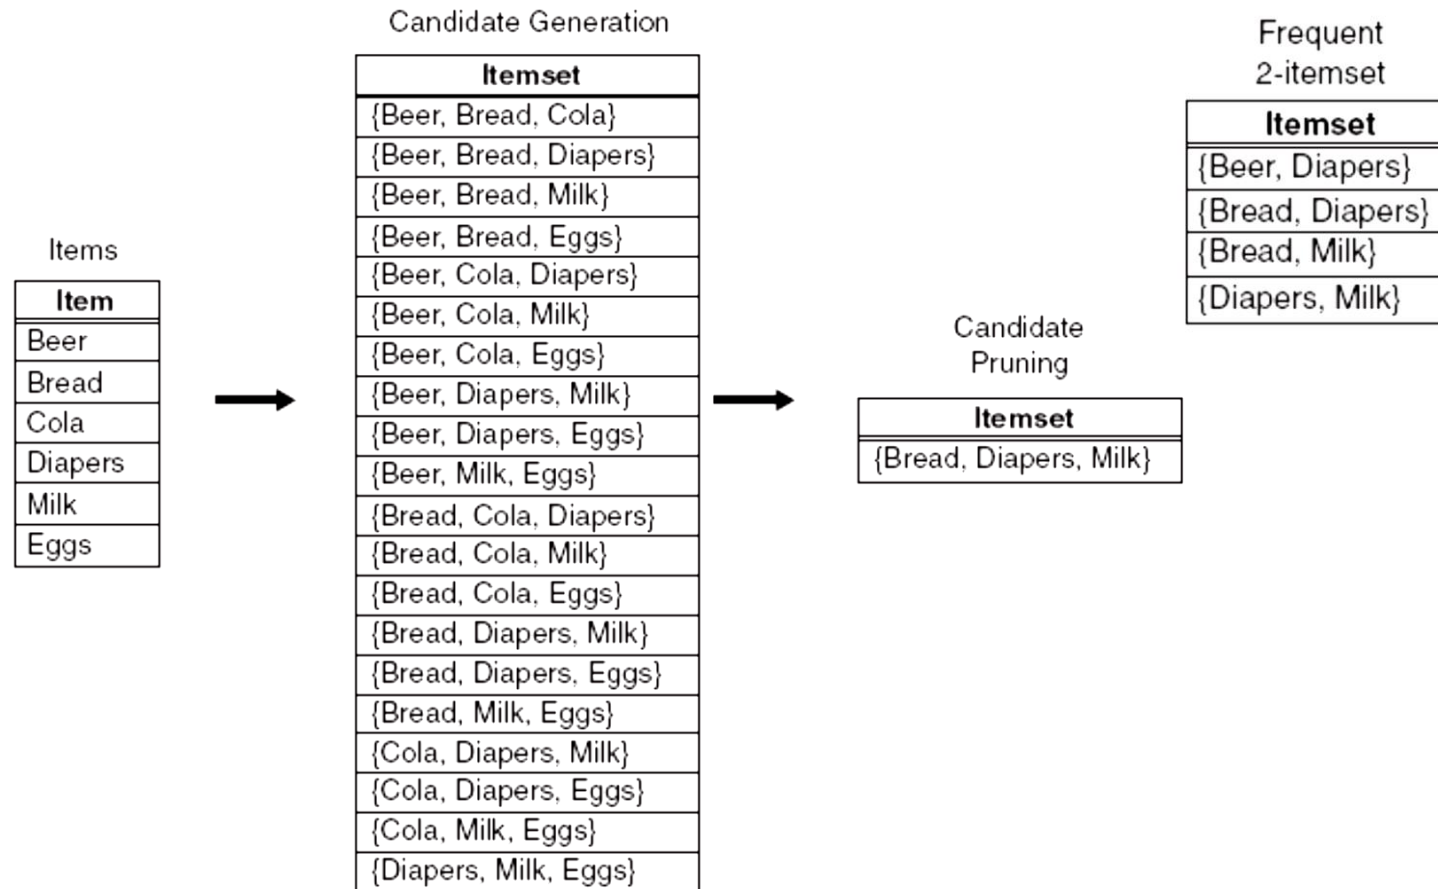 Items
Item
Beer
Bread
Cola
Diapers
Milk
Eggs
Candidate Generation
Itemset
{Beer, Bread, Cola}
{Beer, Bread, Diapers}
{Beer, Bread, Milk}
{Beer, Bread, Eggs}
{Beer, Cola, Diapers}
{Beer, Cola, Milk}
{Beer, Cola, Eggs}
{Beer, Diapers, Milk}
{Beer, Diapers, Eggs}
{Beer, Milk, Eggs}
{Bread, Cola, Diapers}
{Bread, Cola, Milk}
{Bread, Cola, Eggs}
{Bread, Diapers, Milk}
{Bread, Diapers, Eggs}
{Bread, Milk, Eggs}
{Cola, Diapers, Milk}
{Cola, Diapers, Eggs}
{Cola, Milk, Eggs}
{Diapers, Milk, Eggs}
Candidate
Pruning
Itemset
{Bread, Diapers, Milk}
Frequent
2-itemset
Itemset
{Beer, Diapers}
{Bread, Diapers}
{Bread, Milk}
{Diapers, Milk}